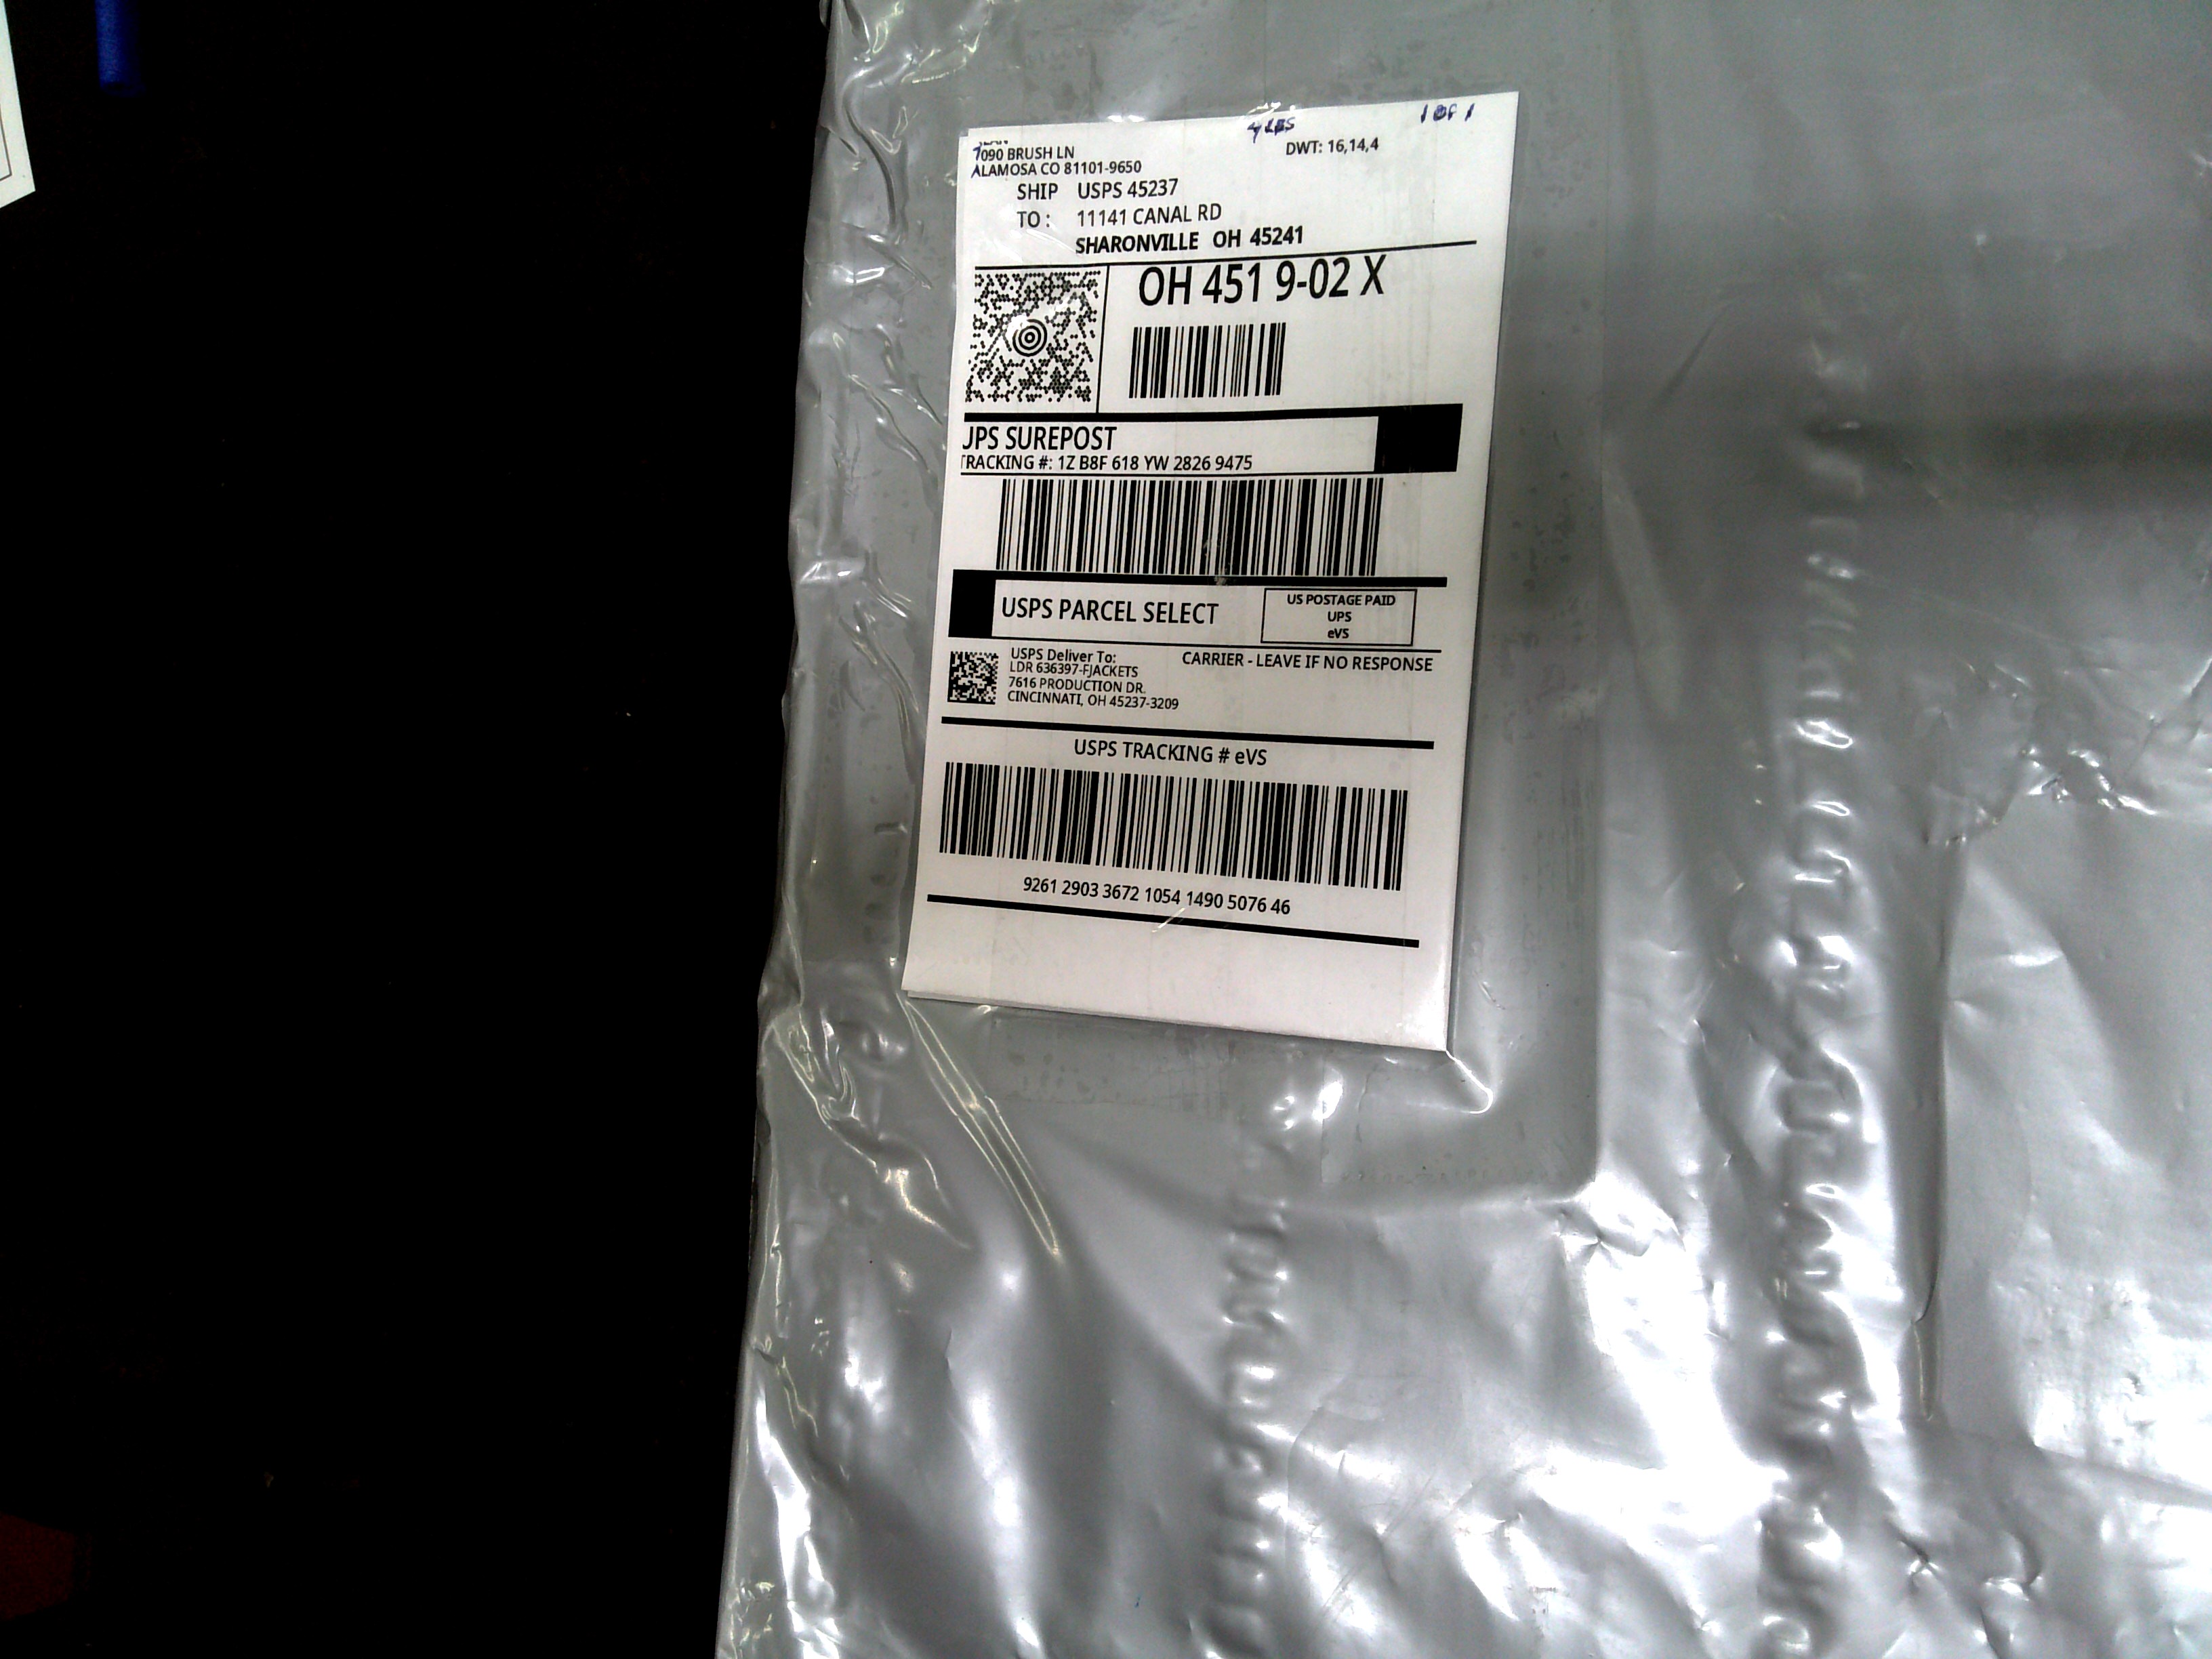 4 LBS
1 OF 1
DWT: 16,14,4
7090 BRUSH LN
ALAMOSA CO 81101-9650
SHIP TO: USPS 45237
11141 CANAL RD
SHARONVILLE OH 45241
OH 451 9-02 X
JPS SUREPOST
TRACKING #: 1Z B8F 618 YW 2826 9475
USPS PARCEL SELECT
US POSTAGE PAID
UPS
eVS
USPS Deliver To:
CARRIER - LEAVE IF NO RESPONSE
LDR 636397-FJACKETS
7616 PRODUCTION DR.
CINCINNATI, OH 45237-3209
USPS TRACKING # eVS
9261 2903 3672 1054 1490 5076 46